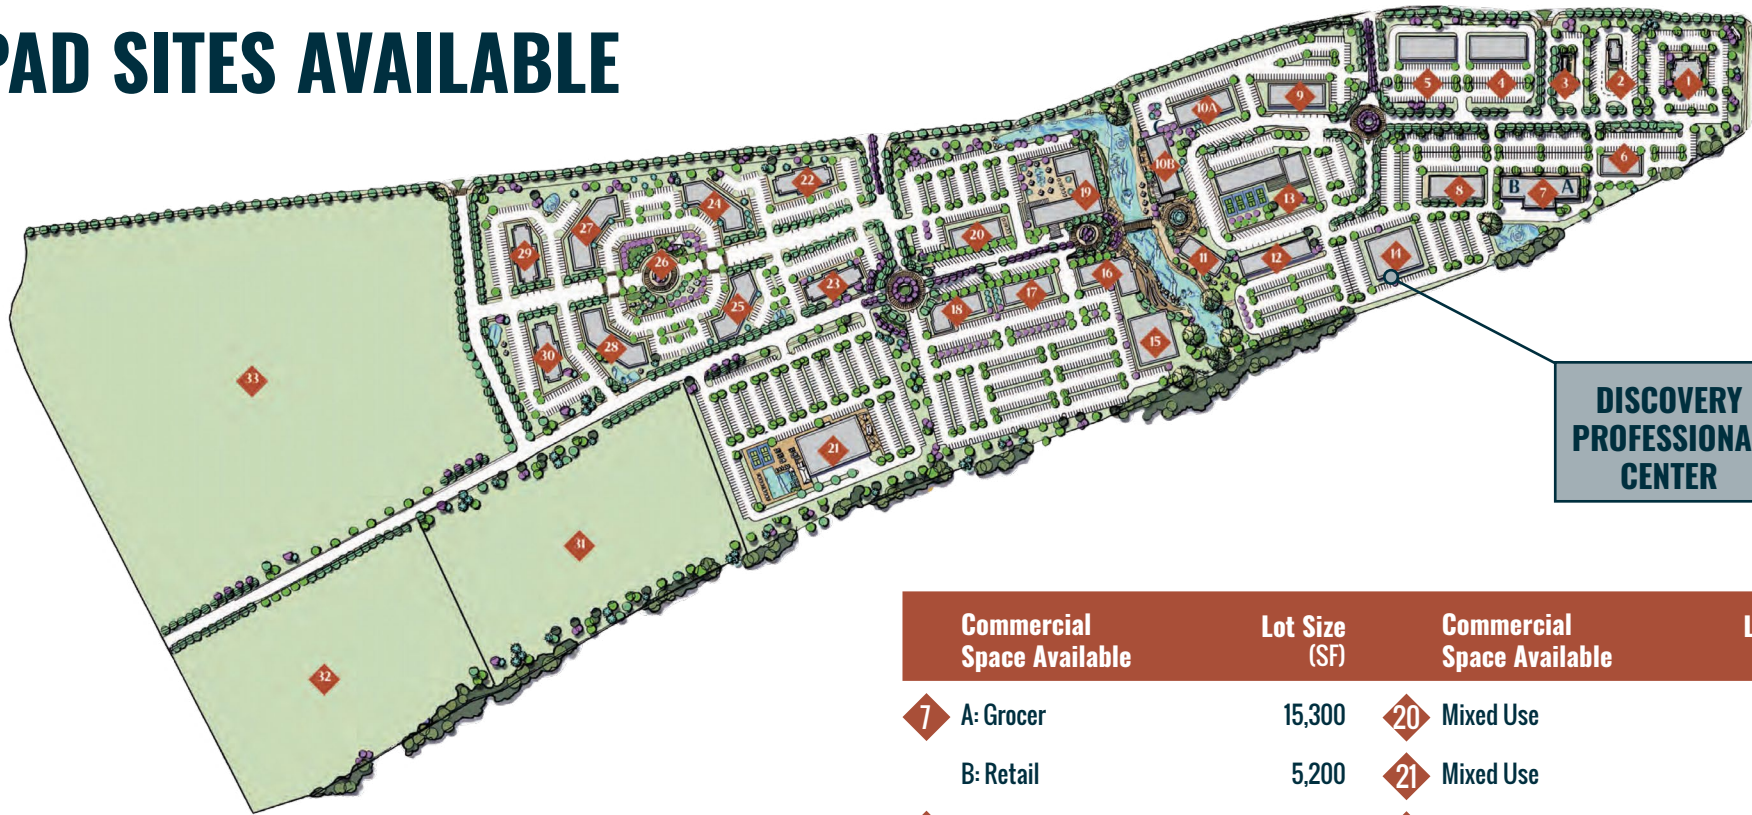 PAD SITES AVAILABLE
1
2
3
4
5
6
7
A
B
8
9
10A
10B
11
12
13
14
15
16
17
18
19
20
21
22
23
24
25
26
27
28
29
30
31
32
33
DISCOVERY
PROFESSIONA
CENTER
Commercial
Space Available
Lot Size
(SF)
Commercial
Space Available
L
7 A: Grocer 15,300 20 Mixed Use
B: Retail 5,200 21 Mixed Use